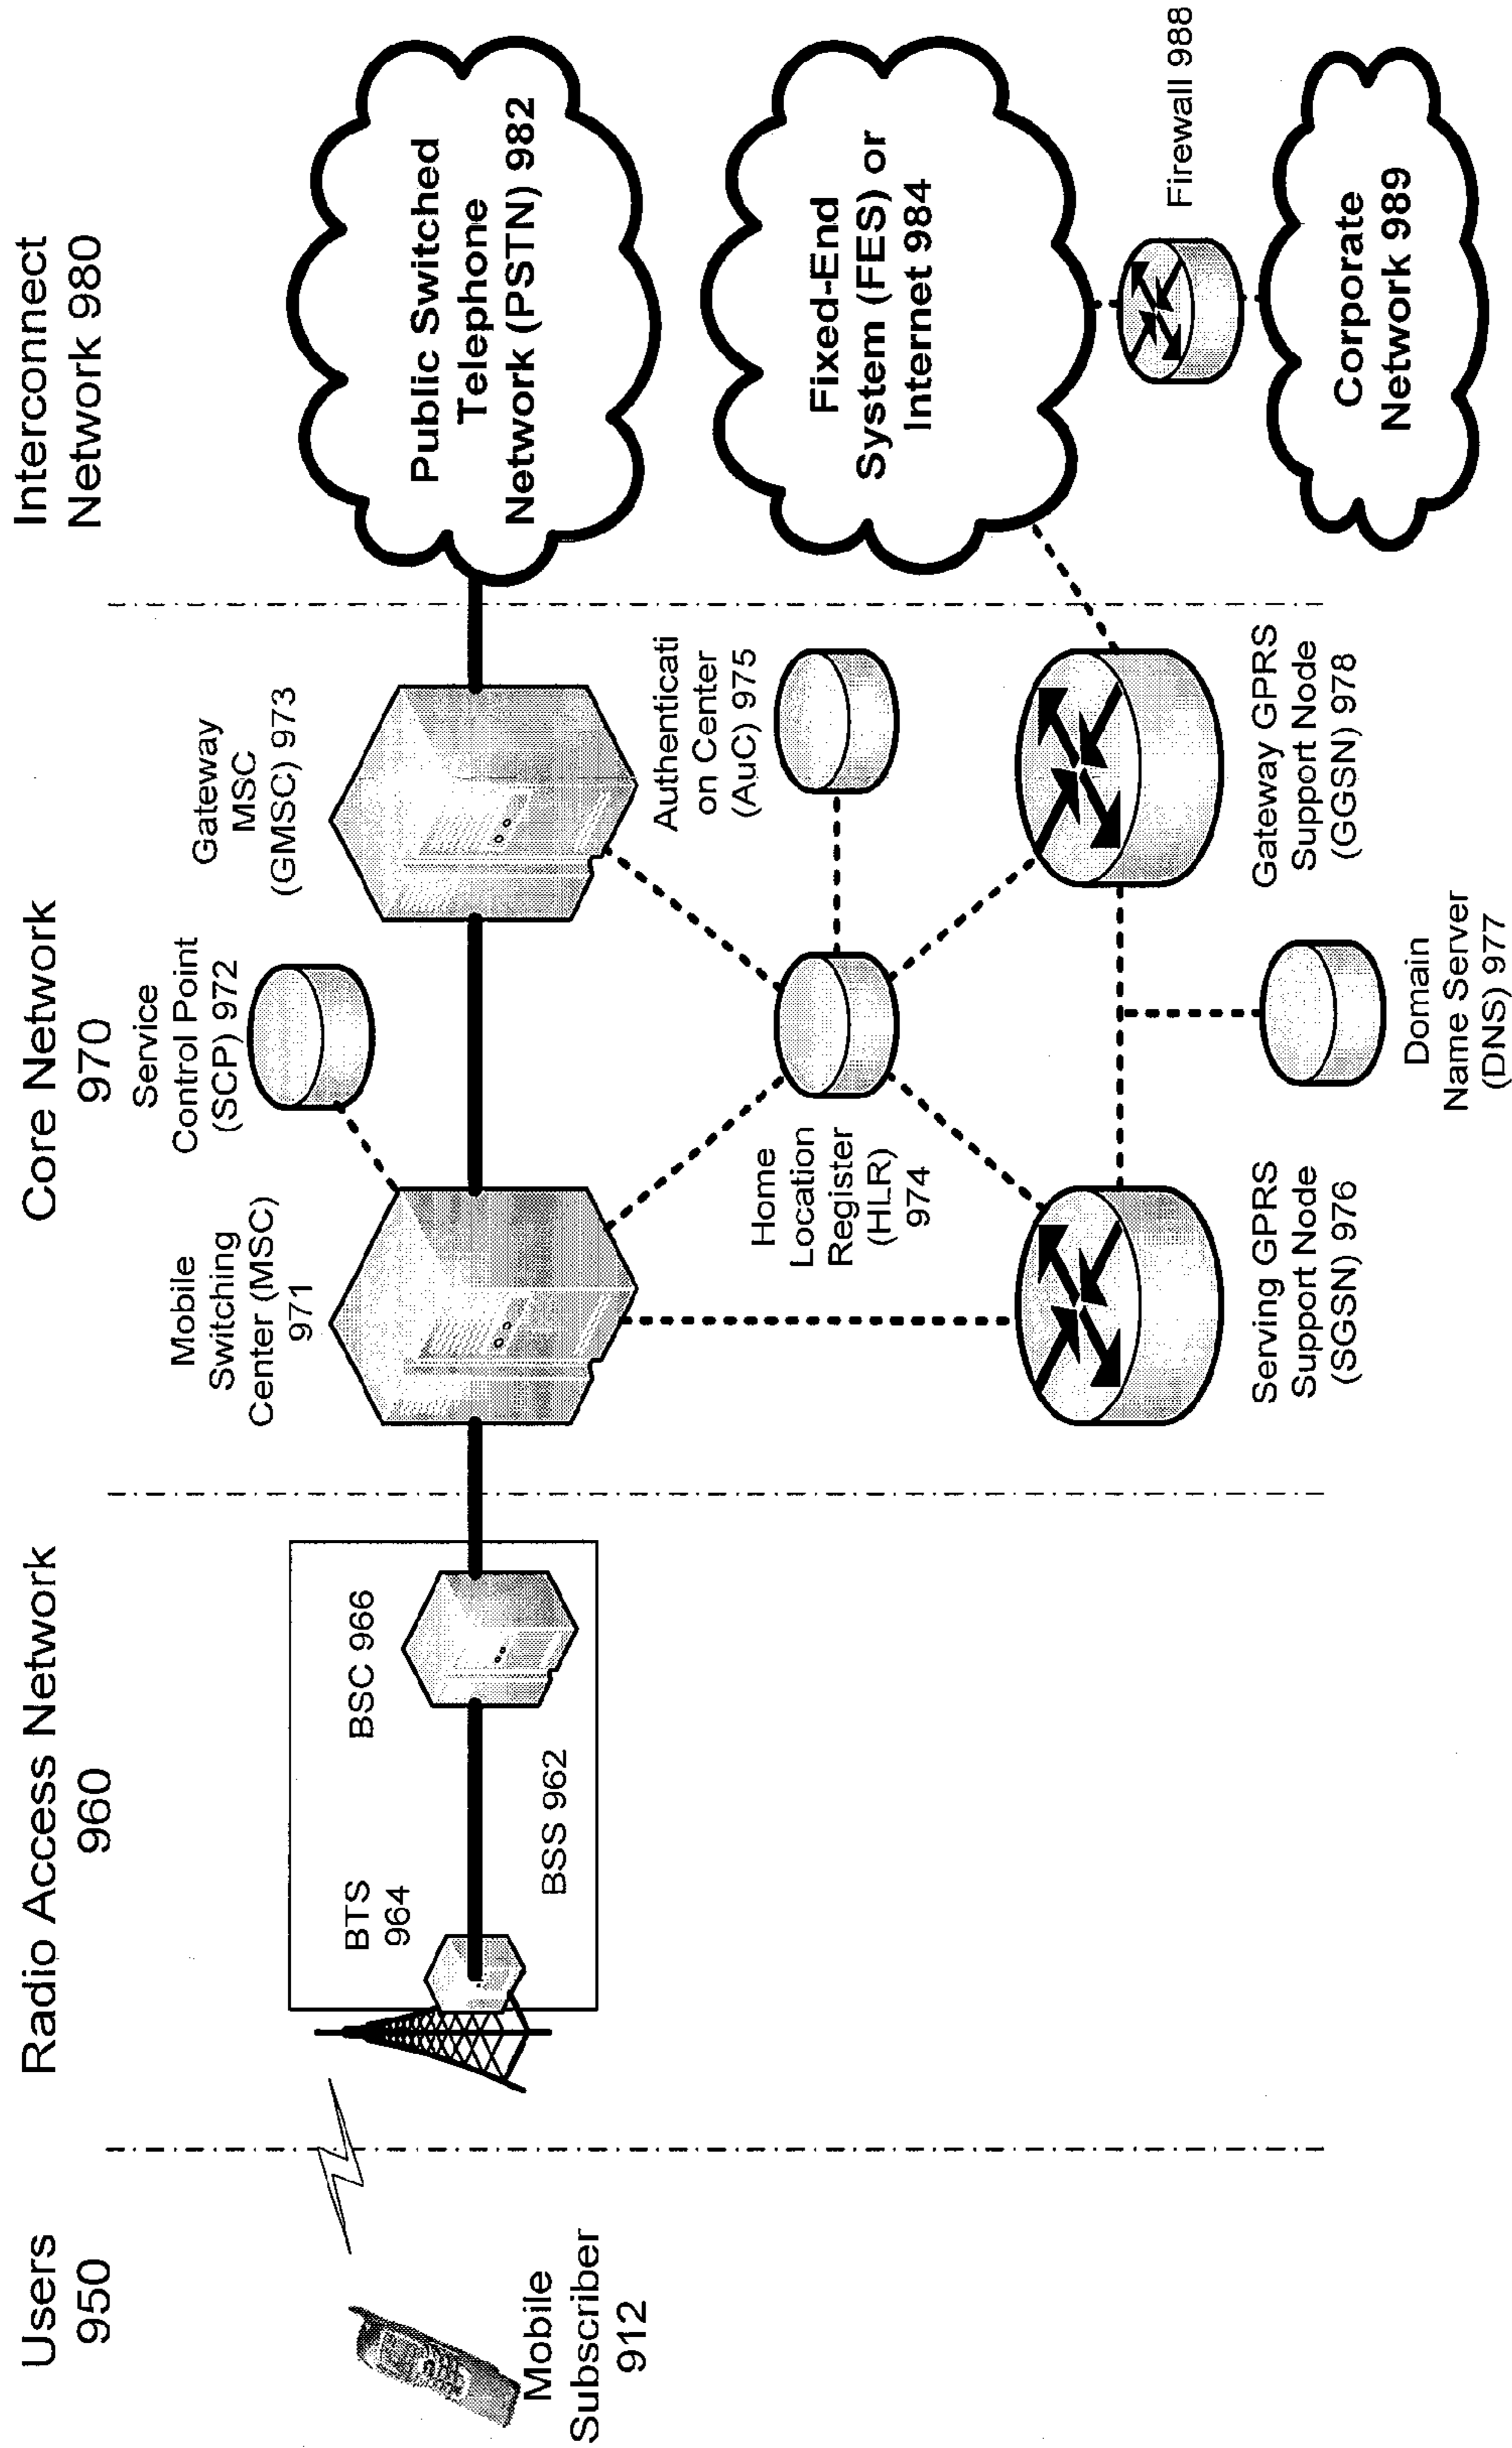 Users
950
Radio Access Network
960
Core Network
970
Interconnect
Network 980
Mobile
Subscriber
912
BTS
964
BSC 966
BSS 962
Mobile
Switching
Center (MSC)
971
Service
Control Point
(SCP) 972
Gateway
MSC
(GMSC) 973
Home
Location
Register
(HLR)
974
Authenticati
on Center
(AuC) 975
Serving GPRS
Support Node
(SGSN) 976
Domain
Name Server
(DNS) 977
Gateway GPRS
Support Node
(GGSN) 978
Public Switched
Telephone
Network (PSTN) 982
Fixed-End
System (FES) or
Internet 984
Firewall 988
Corporate
Network 989